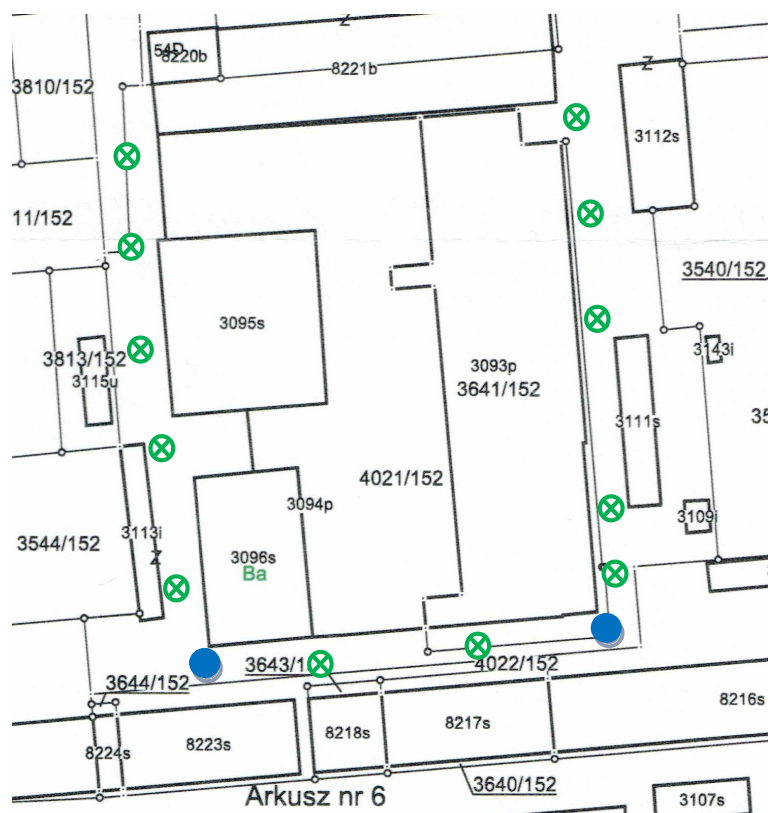 54D
8220b
Z
8221b
3810/152
Z
3112s
11/152
3540/152
3095s
3143i
3813/152
3115u
3093p
3641/152
3111s
4021/152
3094p
3109i
3113i
3544/152
Z
3096s
Ba
3643/1
4022/152
3644/152
8216s
8217s
8218s
8223s
8224s
3640/152
Arkusz nr 6
3107s